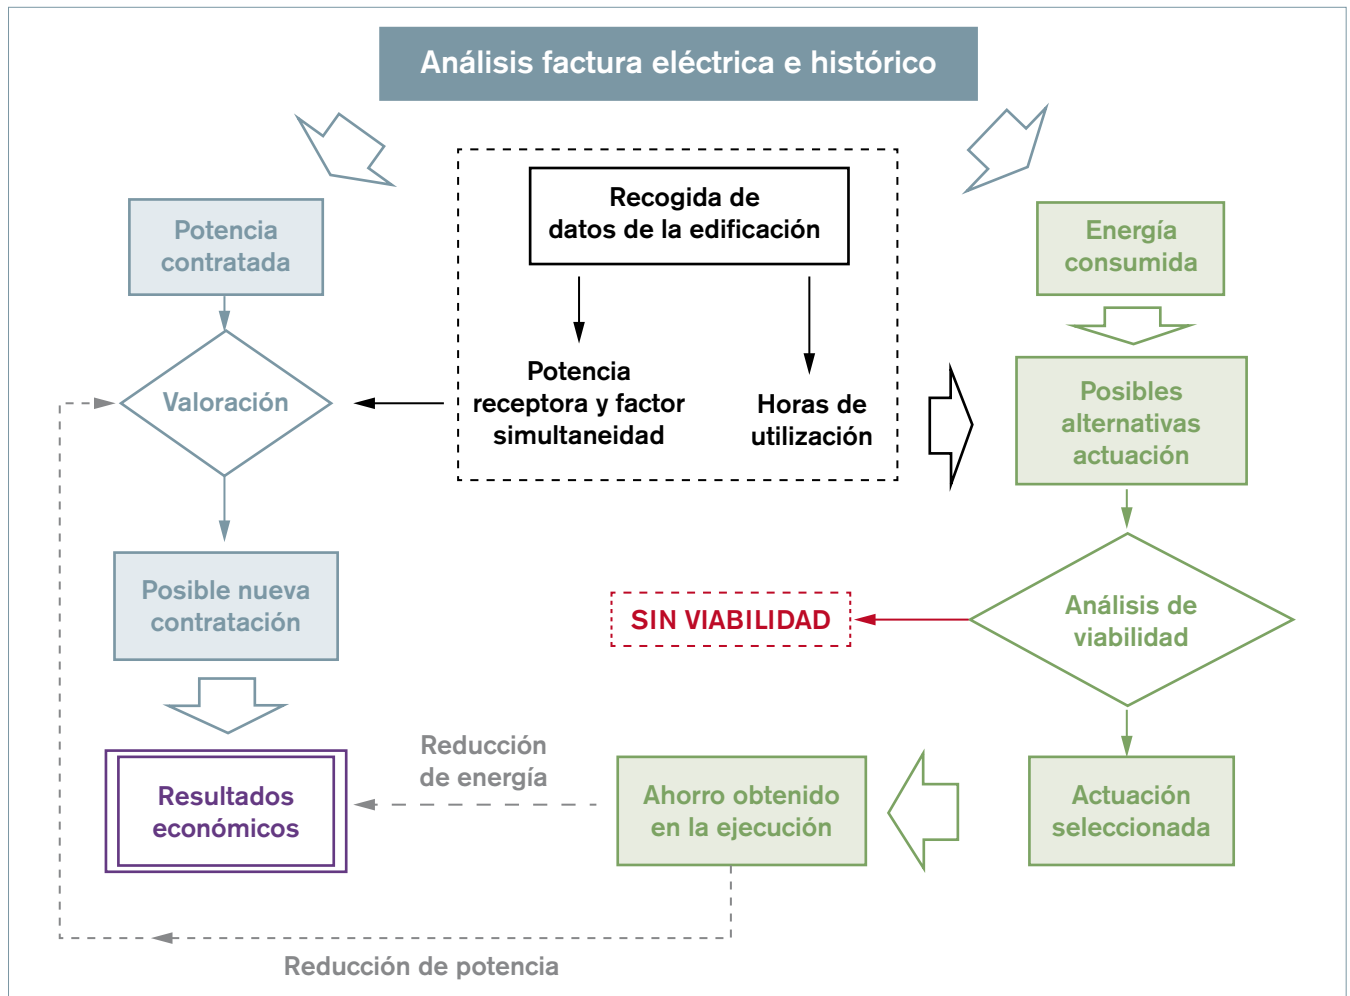 Análisis factura eléctrica e histórico
Recogida de
datos de la edificación
Potencia
contratada
Energía
consumida
Valoración
Potencia
receptora y factor
simultaneidad
Horas de
utilización
Posibles
alternativas
actuación
Posible nueva
contratación
SIN VIABILIDAD
Análisis de
viabilidad
Resultados
económicos
Reducción
de energía
Ahorro obtenido
en la ejecución
Actuación
seleccionada
Reducción de potencia